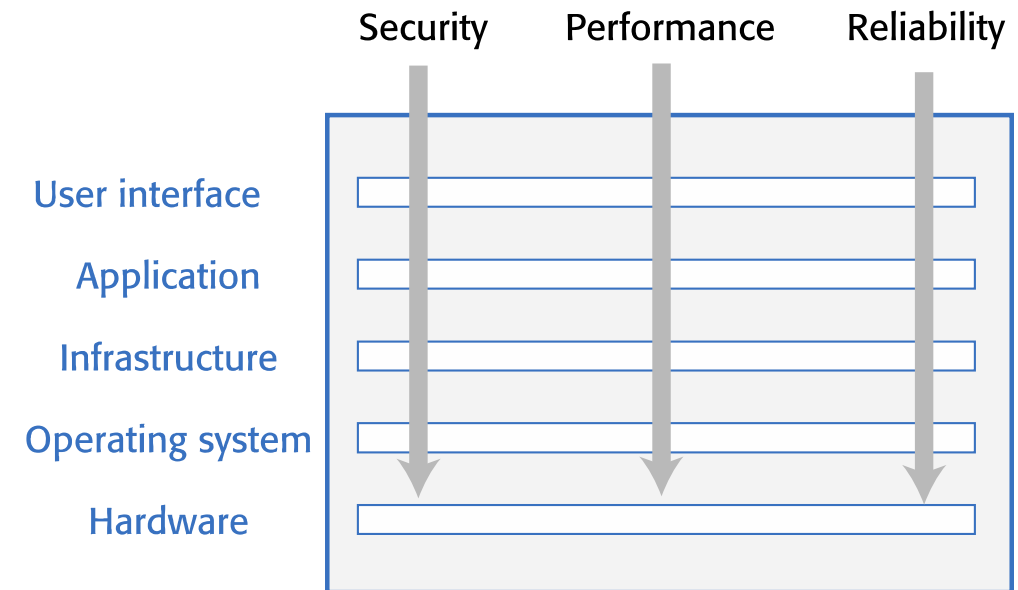 Security Performance Reliability
User interface
Application
Infrastructure
Operating system
Hardware